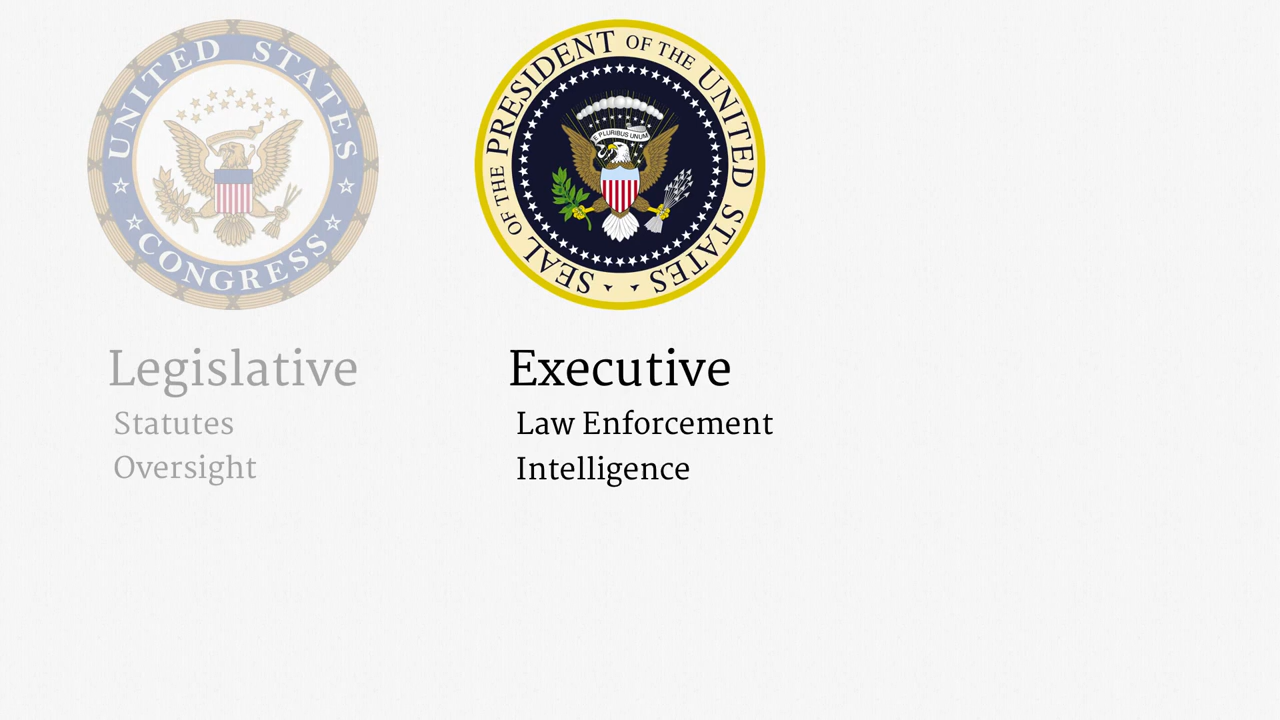 UNITED STATES
CONGRESS
SEAL OF THE PRESIDENT OF THE UNITED STATES
E PLURIBUS UNUM
Legislative
Statutes
Oversight
Executive
Law Enforcement
Intelligence